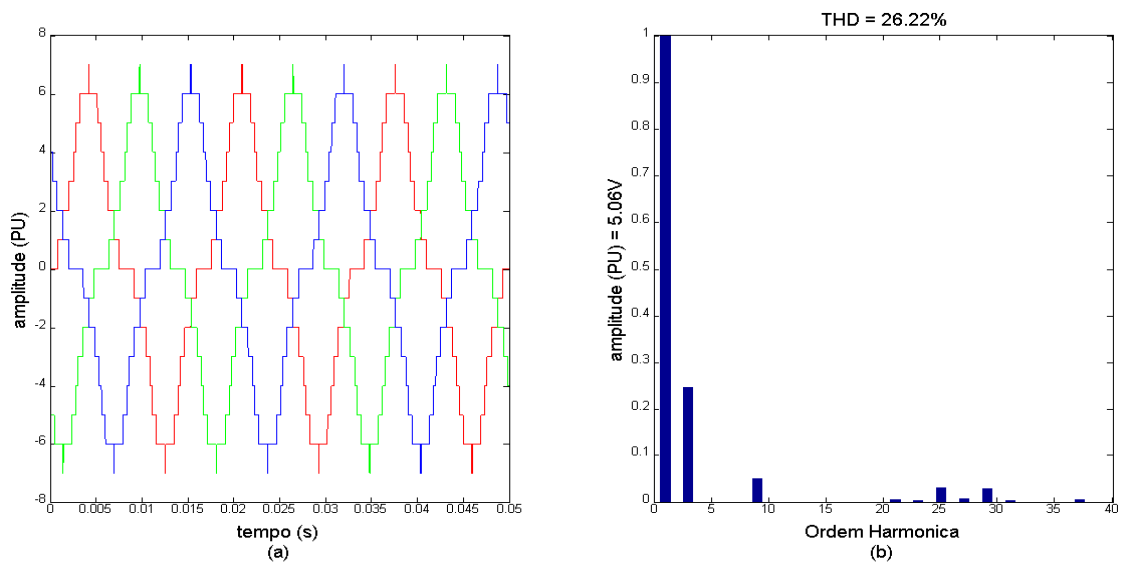 8
6
4
2
0
-2
-4
-6
-8
amplitude (PU)
0 0.005 0.01 0.015 0.02 0.025 0.03 0.035 0.04 0.045 0.05
tempo (s)
(a)
THD = 26.22%
1
0.9
0.8
0.7
0.6
0.5
0.4
0.3
0.2
0.1
0
amplitude (PU) = 5.06V
0 5 10 15 20 25 30 35 40
Ordem Harmonica
(b)